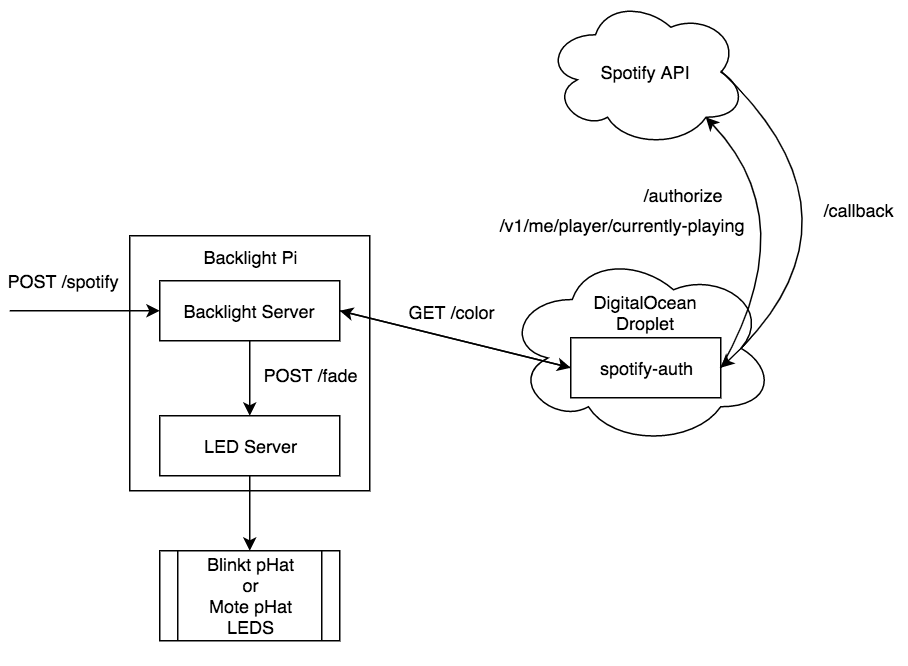 Spotify API
/authorize
/v1/me/player/currently-playing
/callback
Backlight Pi
POST /spotify
Backlight Server
GET /color
DigitalOcean
Droplet
spotify-auth
POST /fade
LED Server
Blinkt pHat
or
Mote pHat
LEDS